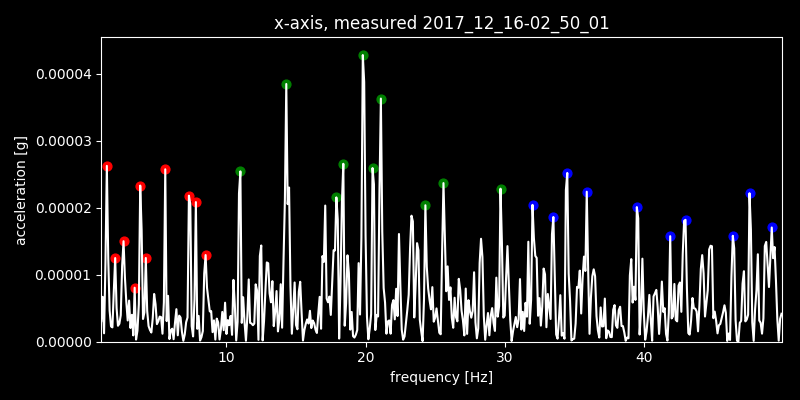 x-axis, measured 2017_12_16-02_50_01
0.00004
0.00003
0.00002
0.00001
0.00000
acceleration [g]
10 20 30 40
frequency [Hz]